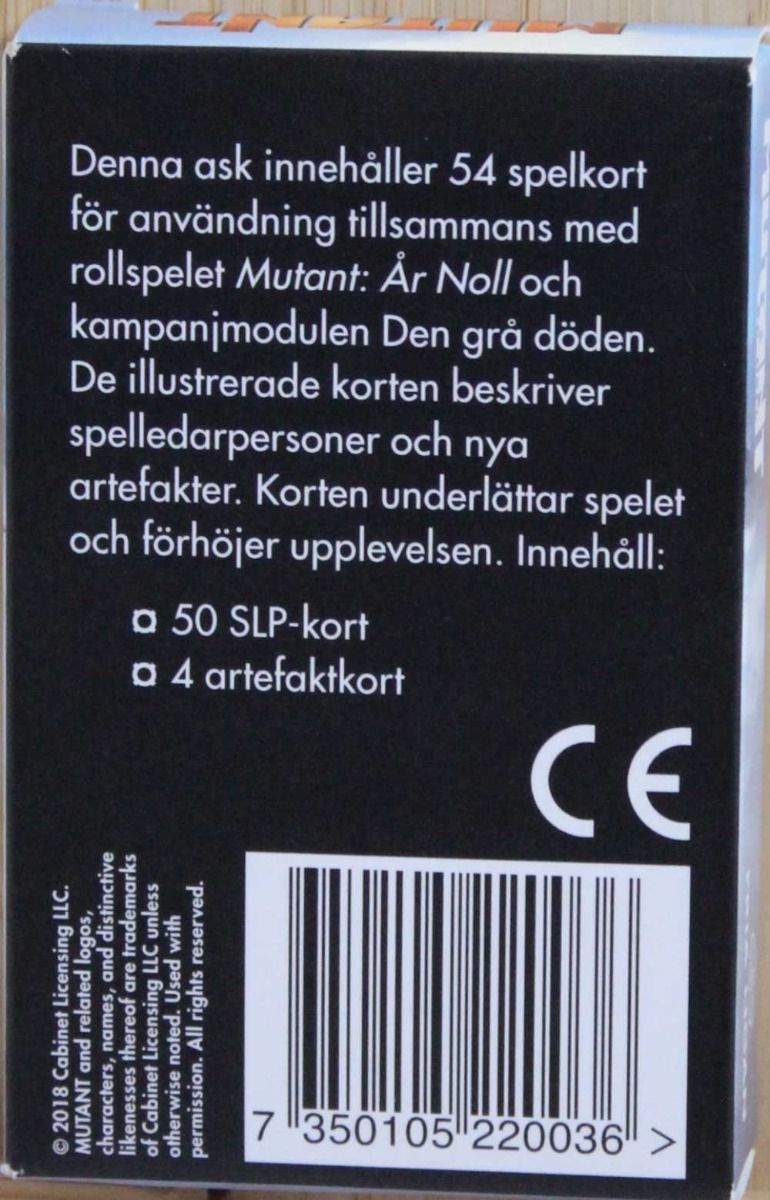 MUTANT
Denna ask innehåller 54 spelkort
för användning tillsammans med
rollspelet Mutant: År Noll och
kampanjmodulen Den grå döden.
De illustrerade korten beskriver
spelledarpersoner och nya
artefakter. Korten underlättar spelet
och förhöjer upplevelsen. Innehåll:
50 SLP-kort
4 artefaktkort
CE
© 2018 Cabinet Licensing LLC.
MUTANT and related logos,
characters, names, and distinctive
likenesses thereof are trademarks
of Cabinet Licensing LLC unless
otherwise noted. Used with
permission. All rights reserved.
7 350105 220036 >